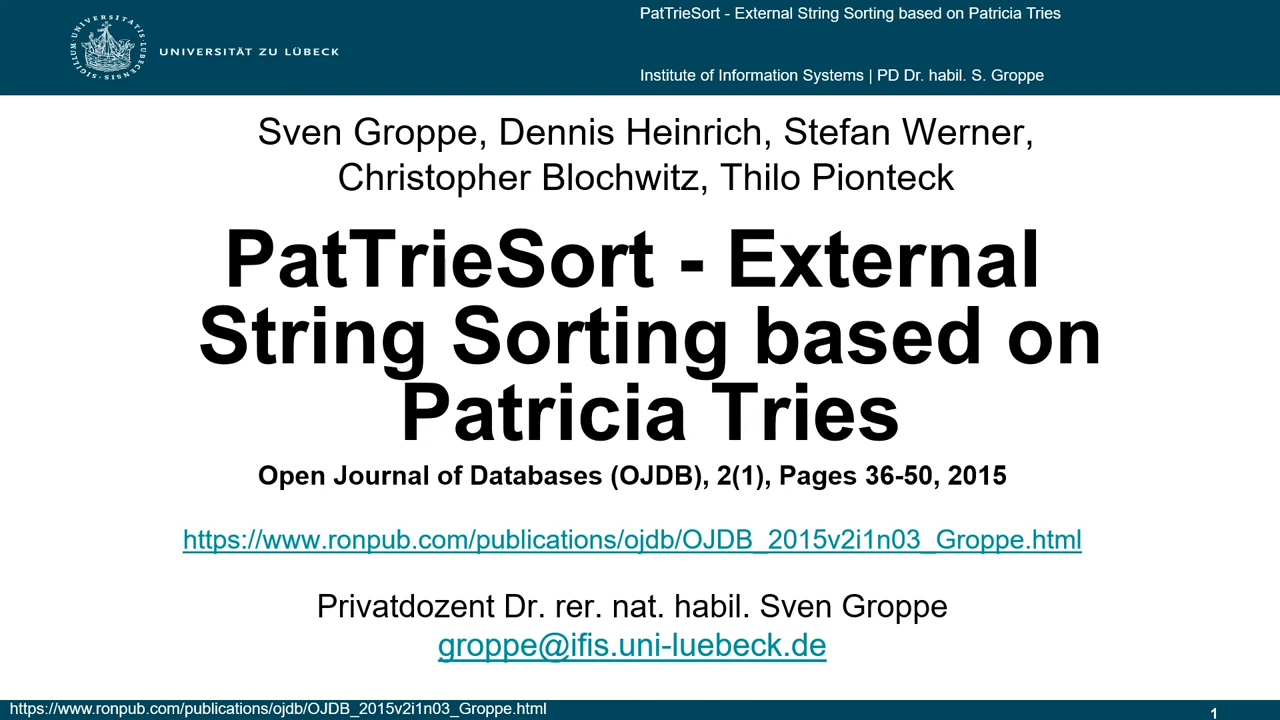 PatTrieSort - External String Sorting based on Patricia Tries
SIGILLUM UNIVERSITATIS LUBECENSIS
UNIVERSITÄT ZU LÜBECK
Institute of Information Systems | PD Dr. habil. S. Groppe
Sven Groppe, Dennis Heinrich, Stefan Werner,
Christopher Blochwitz, Thilo Pionteck
PatTrieSort - External
String Sorting based on
Patricia Tries
Open Journal of Databases (OJDB), 2(1), Pages 36-50, 2015
https://www.ronpub.com/publications/ojdb/OJDB_2015v2i1n03_Groppe.html
Privatdozent Dr. rer. nat. habil. Sven Groppe
groppe@ifis.uni-luebeck.de
https://www.ronpub.com/publications/ojdb/OJDB_2015v2i1n03_Groppe.html
1